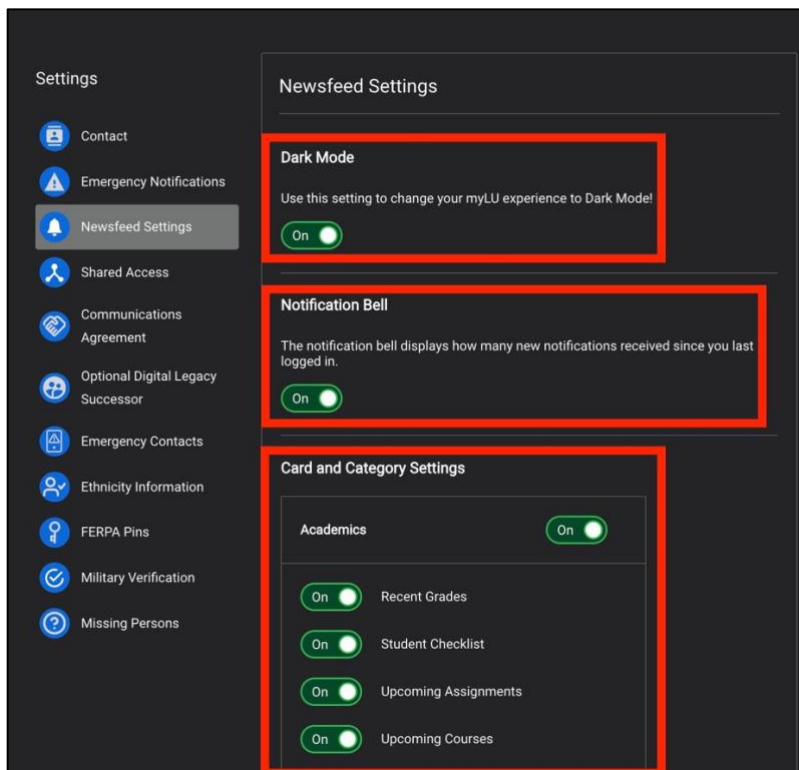 Settings
Contact
Emergency Notifications
Newsfeed Settings
Shared Access
Communications
Agreement
Optional Digital Legacy
Successor
Emergency Contacts
Ethnicity Information
FERPA Pins
Military Verification
Missing Persons
Newsfeed Settings
Dark Mode
Use this setting to change your myLU experience to Dark Mode!
On
Notification Bell
The notification bell displays how many new notifications received since you last
logged in.
On
Card and Category Settings
Academics On
On Recent Grades
On Student Checklist
On Upcoming Assignments
On Upcoming Courses